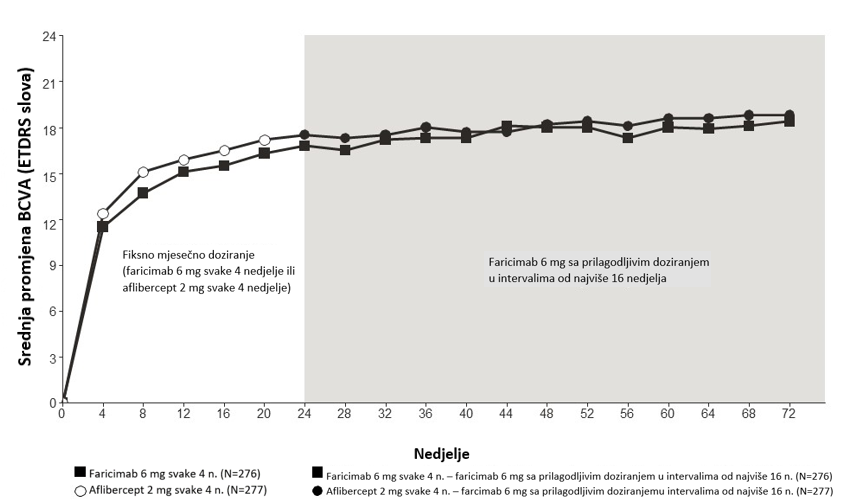 Srednja promjena BCVA (ETDRS slova)
24
21
18
15
12
9
6
3
0
Fiksno mjesečno doziranje
(faricimab 6 mg svake 4 nedjelje ili
aflibercept 2 mg svake 4 nedjelje)
Faricimab 6 mg sa prilagodljivim doziranjem
u intervalima od najviše 16 nedjelja
0 4 8 12 16 20 24 28 32 36 40 44 48 52 56 60 64 68 72
Nedjelje
Faricimab 6 mg svake 4 n. (N=276)
Aflibercept 2 mg svake 4 n. (N=277)
Faricimab 6 mg svake 4 n. – faricimab 6 mg sa prilagodljivim doziranjem u intervalima od najviše 16 n. (N=276)
Aflibercept 2 mg svake 4 n. – farcimab 6 mg sa prilagodljivim doziranjemu intervalima od najviše 16 n. (N=277)